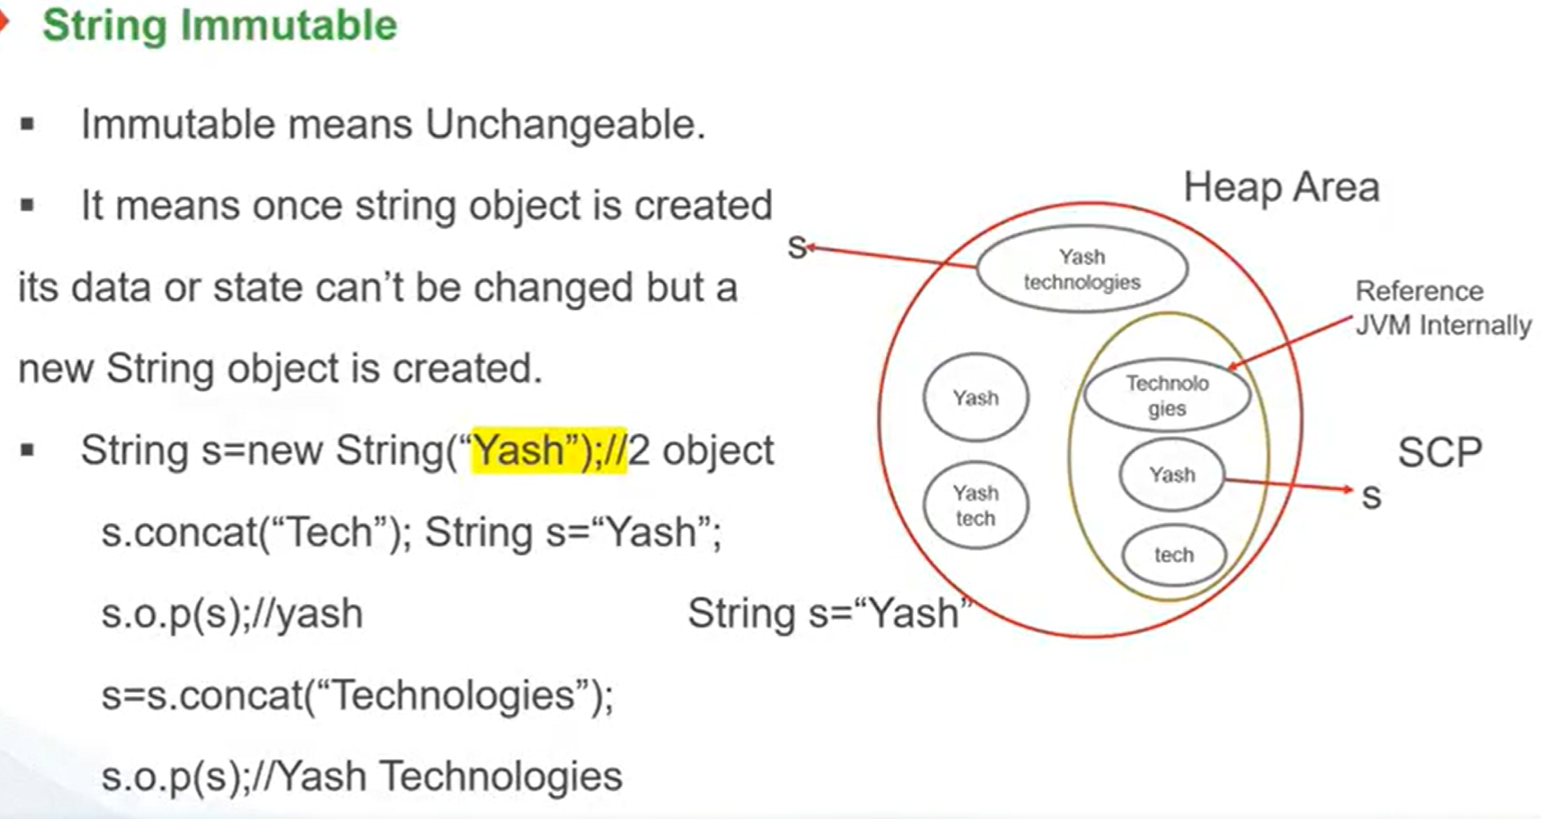 String Immutable
Immutable means Unchangeable.
It means once string object is created
its data or state can’t be changed but a
new String object is created.
String s=new String(“Yash”);//2 object
s.concat(“Tech”); String s=“Yash”;
s.o.p(s);//yash
String s=“Yash”
s=s.concat(“Technologies”);
s.o.p(s);//Yash Technologies
Heap Area
S
Yash
technologies
Reference
JVM Internally
Technolo
gies
Yash
SCP
Yash
s
Yash
tech
tech